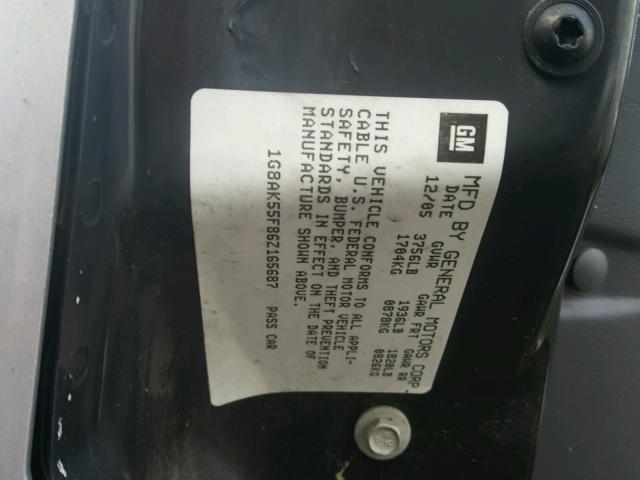 GM MFD BY GENERAL MOTORS CORP
DATE GVWR GAWR FRT GAWR RR
12/05 3756LB 1936LB 1820LB
1704KG 0878KG 0826KG
THIS VEHICLE CONFORMS TO ALL APPLI-
CABLE U.S. FEDERAL MOTOR VEHICLE
SAFETY, BUMPER, AND THEFT PREVENTION
STANDARDS IN EFFECT ON THE DATE OF
MANUFACTURE SHOWN ABOVE.
1G8AK55F86Z165687 PASS CAR